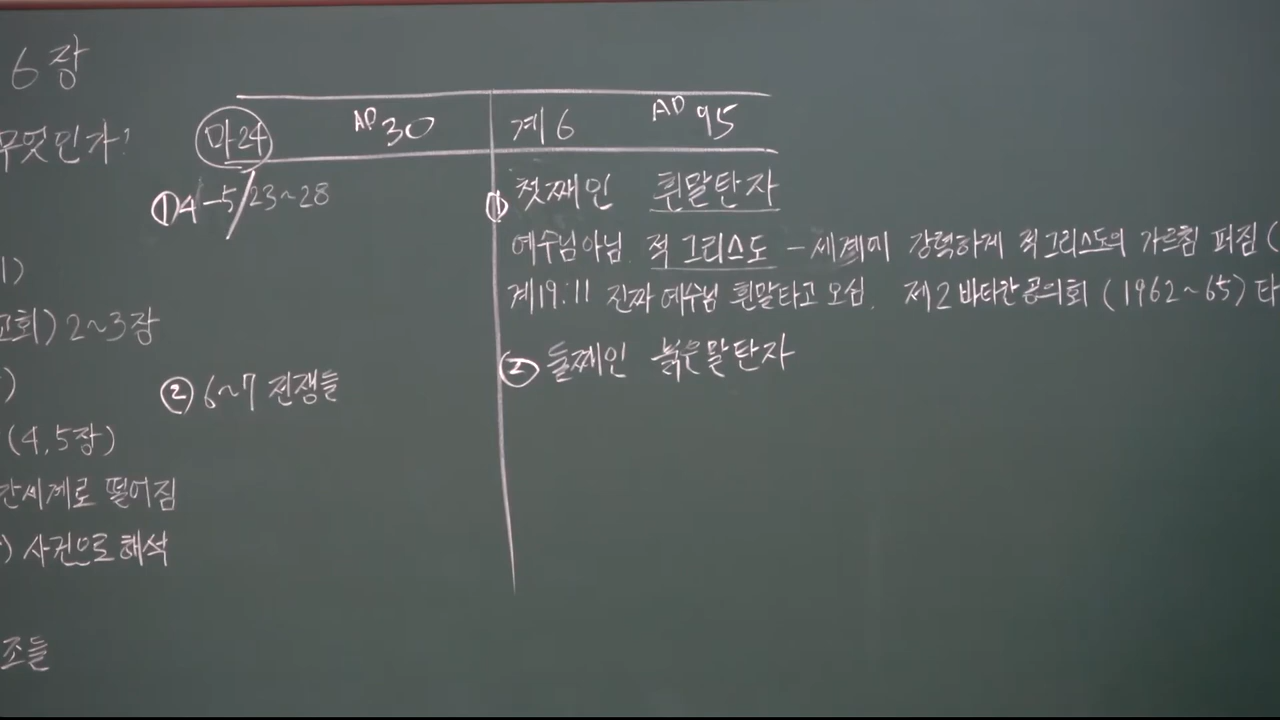 6장
무엇인가?
마24 AD 30 계6 AD 95
① 4-5/23~28
① 첫째인 흰말탄자
예수님아님. 적그리스도 - 세계에 강력하게 적그리스도의 가르침 퍼짐 (
계19:11 진짜 예수님 흰말타고 오심. 제2바타칸공의회 (1962~65) 타
1)
교회) 2~3장
② 6~7 전쟁들
② 둘째인 붉은말탄자
)
(4,5장)
간세계로 떨어짐
) 사건으로 해석
조들